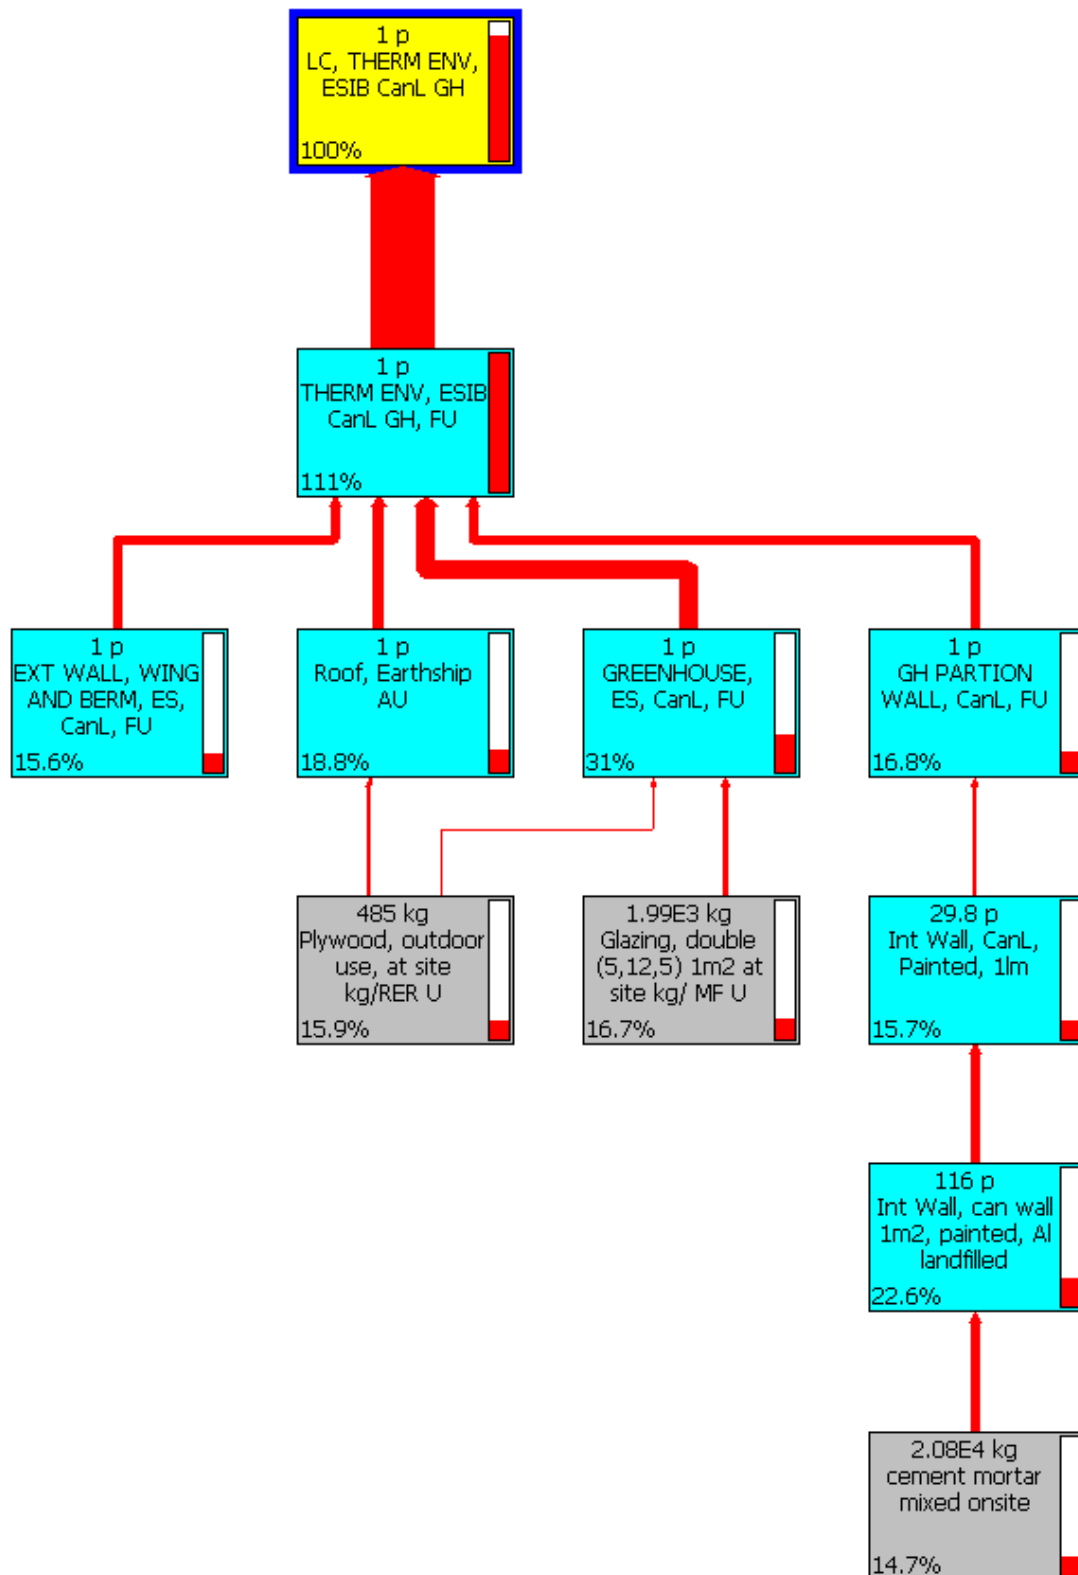 1 p
LC, THERM ENV,
ESIB CanL GH
100%
1 p
THERM ENV, ESIB
CanL GH, FU
111%
1 p
EXT WALL, WING
AND BERM, ES,
CanL, FU
15.6%
1 p
Roof, Earthship
AU
18.8%
1 p
GREENHOUSE,
ES, CanL, FU
31%
1 p
GH PARTION
WALL, CanL, FU
16.8%
485 kg
Plywood, outdoor
use, at site
kg/RER U
15.9%
1.99E3 kg
Glazing, double
(5,12,5) 1m2 at
site kg/ MF U
16.7%
29.8 p
Int Wall, CanL,
Painted, 1lm
15.7%
116 p
Int Wall, can wall
1m2, painted, Al
landfilled
22.6%
2.08E4 kg
cement mortar
mixed onsite
14.7%